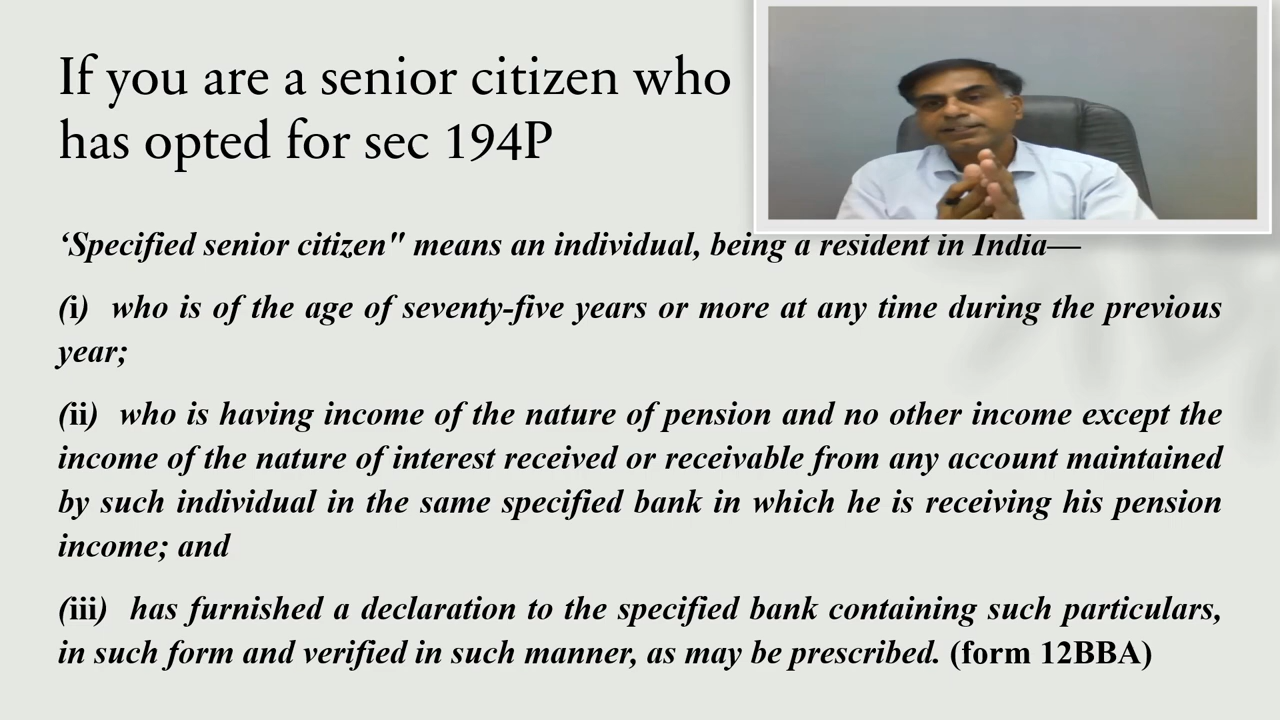 If you are a senior citizen who
has opted for sec 194P
‘Specified senior citizen" means an individual, being a resident in India—
(i) who is of the age of seventy-five years or more at any time during the previous
year;
(ii) who is having income of the nature of pension and no other income except the
income of the nature of interest received or receivable from any account maintained
by such individual in the same specified bank in which he is receiving his pension
income; and
(iii) has furnished a declaration to the specified bank containing such particulars,
in such form and verified in such manner, as may be prescribed. (form 12BBA)